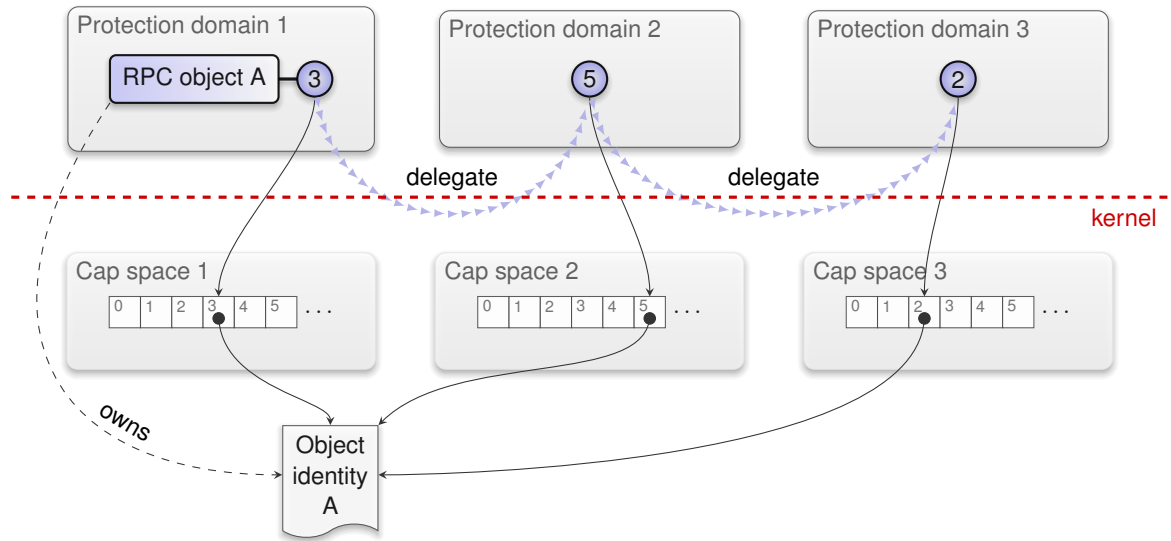 Protection domain 1
Protection domain 2
Protection domain 3
RPC object A
3
5
2
delegate
delegate
kernel
Cap space 1
Cap space 2
Cap space 3
0 1 2 3 4 5 ...
0 1 2 3 4 5 ...
0 1 2 3 4 5 ...
owns
Object
identity
A